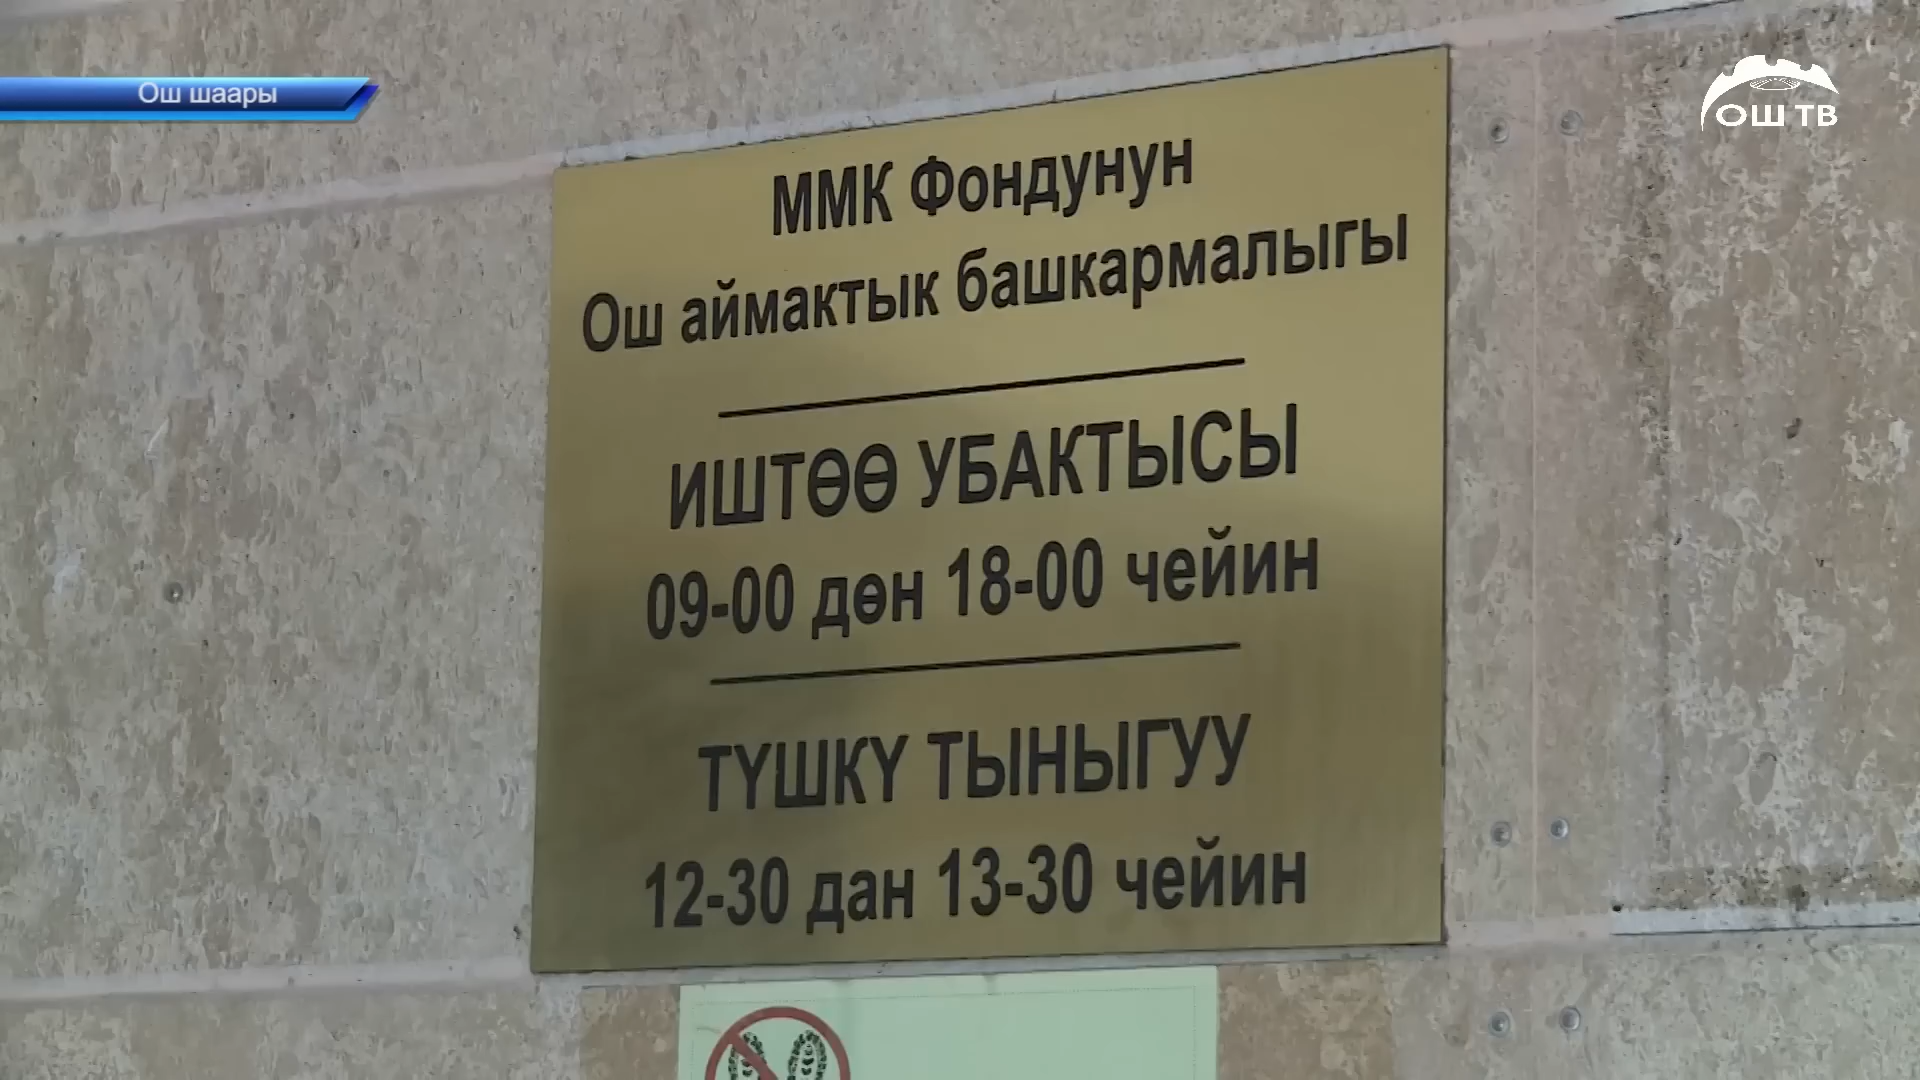 Ош шаары
ОШ ТВ
ММК Фондунун
Ош аймактык башкармалыгы
ИШТӨӨ УБАКТЫСЫ
09-00 дөн 18-00 чейин
ТҮШКҮ ТЫНЫГУУ
12-30 дан 13-30 чейин